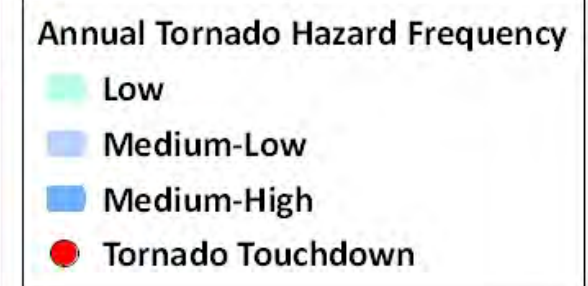 Annual Tornado Hazard Frequency
Low
Medium-Low
Medium-High
Tornado Touchdown